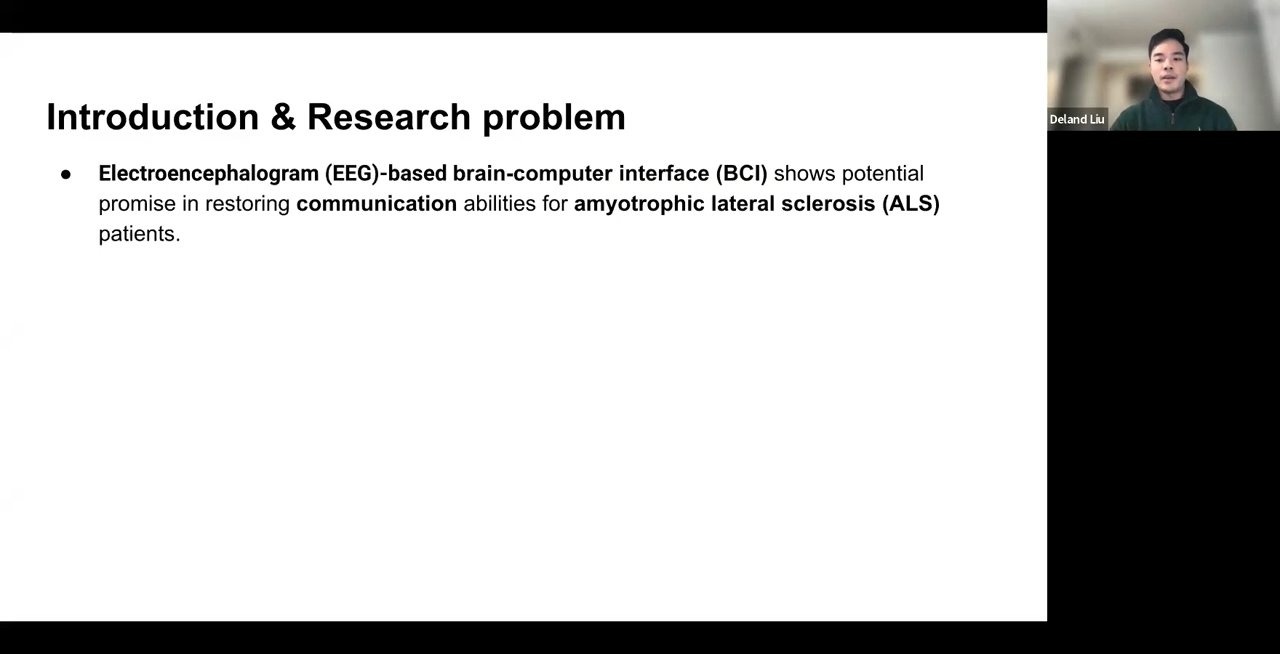 Introduction & Research problem
● Electroencephalogram (EEG)-based brain-computer interface (BCI) shows potential
promise in restoring communication abilities for amyotrophic lateral sclerosis (ALS)
patients.
Deland Liu